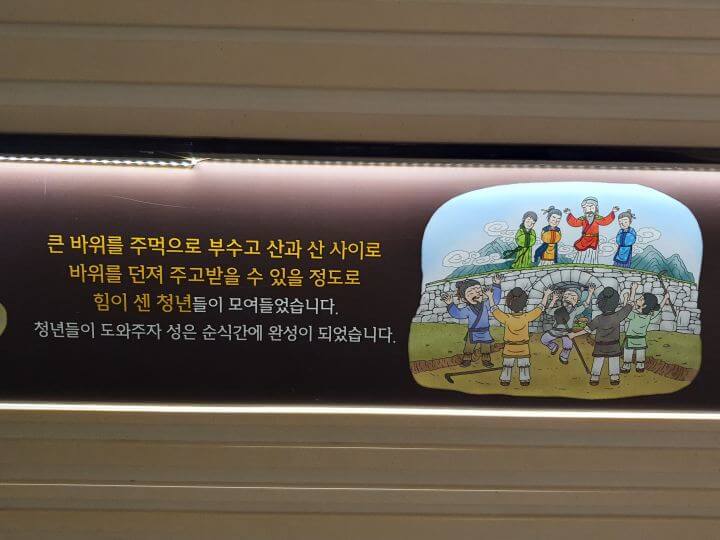 큰 바위를 주먹으로 부수고 산과 산 사이로
바위를 던져 주고받을 수 있을 정도로
힘이 센 청년들이 모여들었습니다.
청년들이 도와주자 성은 순식간에 완성이 되었습니다.